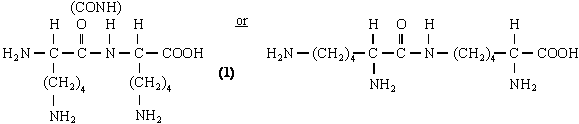 (CONH)
H O H H
H₂N C C N C COOH
(CH₂)₄ (CH₂)₄
NH₂ NH₂
or
(1)
H O H H
H₂N (CH₂)₄ C C N (CH₂)₄ C COOH
NH₂ NH₂